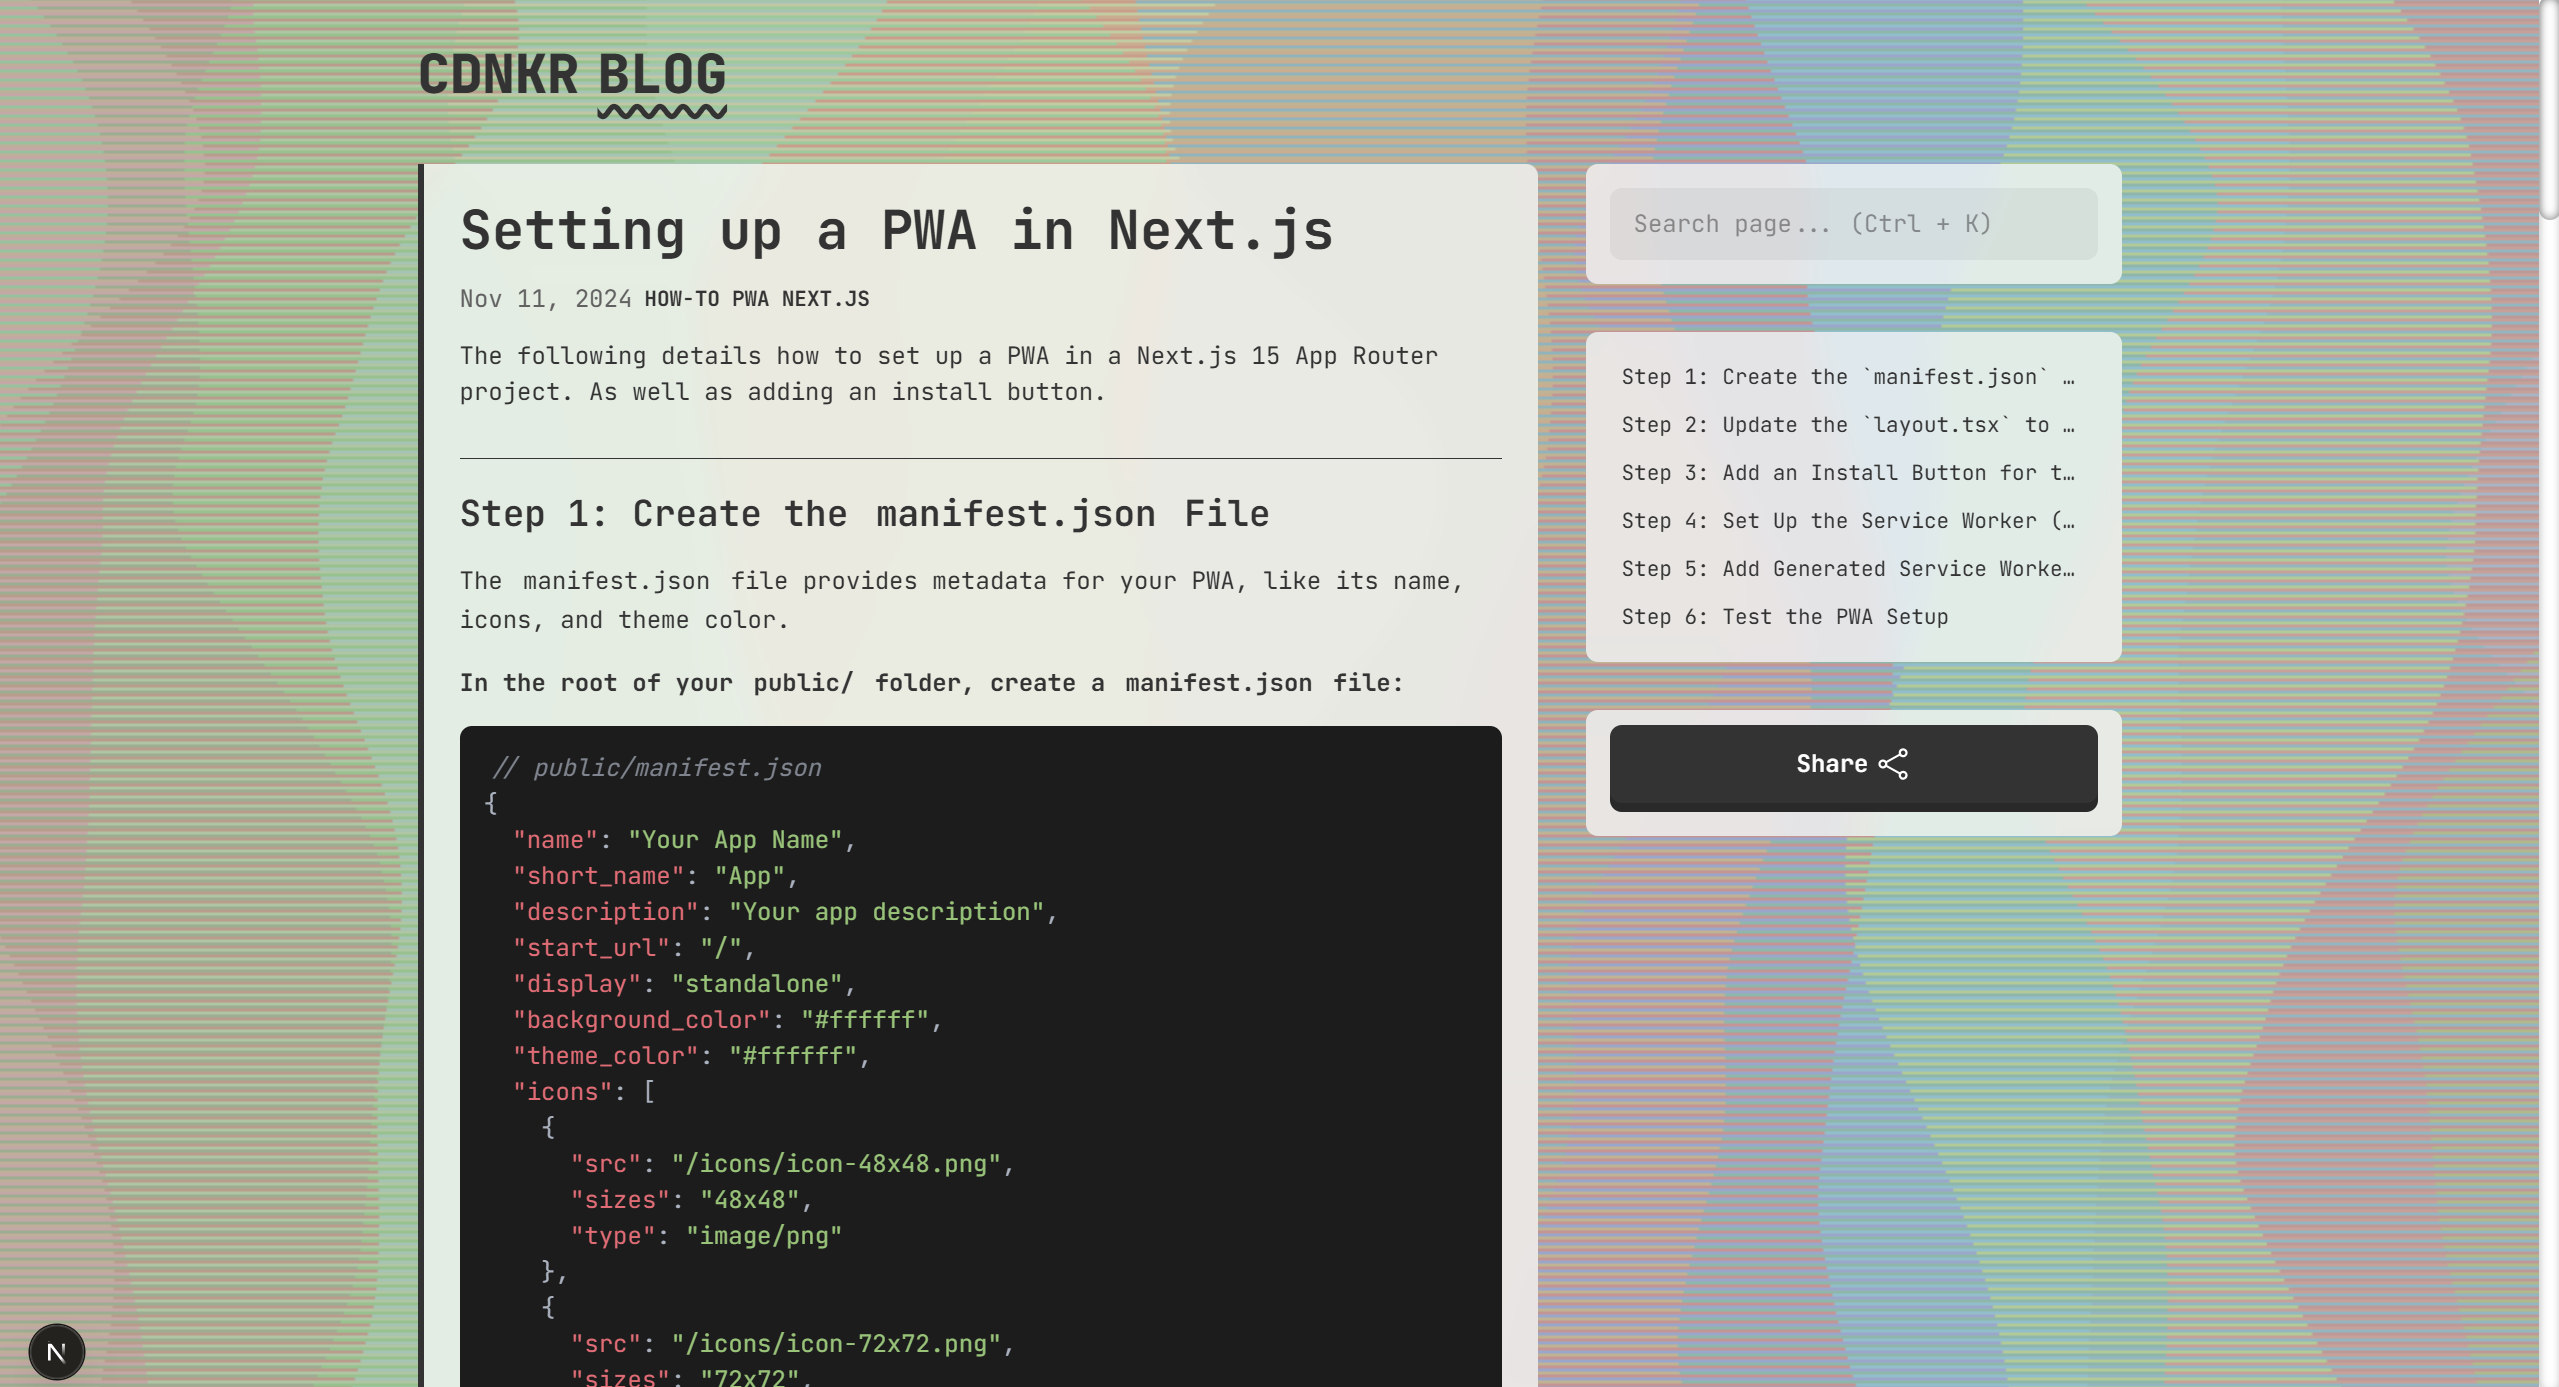 CDNKR BLOG
Setting up a PWA in Next.js
Nov 11, 2024 HOW-TO PWA NEXT.JS
The following details how to set up a PWA in a Next.js 15 App Router
project. As well as adding an install button.
Step 1: Create the manifest.json File
The manifest.json file provides metadata for your PWA, like its name,
icons, and theme color.
In the root of your public/ folder, create a manifest.json file:
// public/manifest.json
{
  "name": "Your App Name",
  "short_name": "App",
  "description": "Your app description",
  "start_url": "/",
  "display": "standalone",
  "background_color": "#ffffff",
  "theme_color": "#ffffff",
  "icons": [
    {
      "src": "/icons/icon-48x48.png",
      "sizes": "48x48",
      "type": "image/png"
    },
    {
      "src": "/icons/icon-72x72.png",
      "sizes": "72x72",
Search page... (Ctrl + K)
Step 1: Create the `manifest.json` …
Step 2: Update the `layout.tsx` to …
Step 3: Add an Install Button for t…
Step 4: Set Up the Service Worker (…
Step 5: Add Generated Service Worke…
Step 6: Test the PWA Setup
Share
N